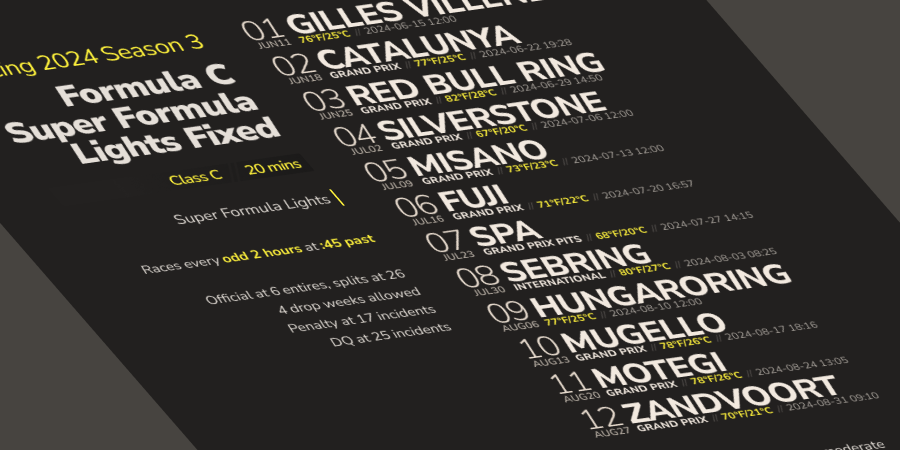 2024 Season 3
Formula C
Super Formula
Lights Fixed
Class C 20 mins
Super Formula Lights
Races every odd 2 hours at :45 past
Official at 6 entires, splits at 26
4 drop weeks allowed
Penalty at 17 incidents
DQ at 25 incidents
01 GILLES
JUN11 76°F/25°C // 2024-06-15 12:00
02 CATALUNYA
JUN18 GRAND PRIX // 77°F/25°C // 2024-06-22 19:28
03 RED BULL RING
JUN25 GRAND PRIX // 82°F/28°C // 2024-06-29 14:50
04 SILVERSTONE
JUL02 GRAND PRIX // 67°F/20°C // 2024-07-06 12:00
05 MISANO
JUL09 GRAND PRIX // 73°F/23°C // 2024-07-13 12:00
06 FUJI
JUL16 GRAND PRIX // 71°F/22°C // 2024-07-20 16:57
07 SPA
JUL23 GRAND PRIX PITS // 68°F/20°C // 2024-07-27 14:15
08 SEBRING
JUL30 INTERNATIONAL // 80°F/27°C // 2024-08-03 08:25
09 HUNGARORING
AUG06 77°F/25°C // 2024-08-10 12:00
10 MUGELLO
AUG13 GRAND PRIX // 78°F/26°C // 2024-08-17 18:16
11 MOTEGI
AUG20 GRAND PRIX // 78°F/26°C // 2024-08-24 13:05
12 ZANDVOORT
AUG27 GRAND PRIX // 70°F/21°C // 2024-08-31 09:10